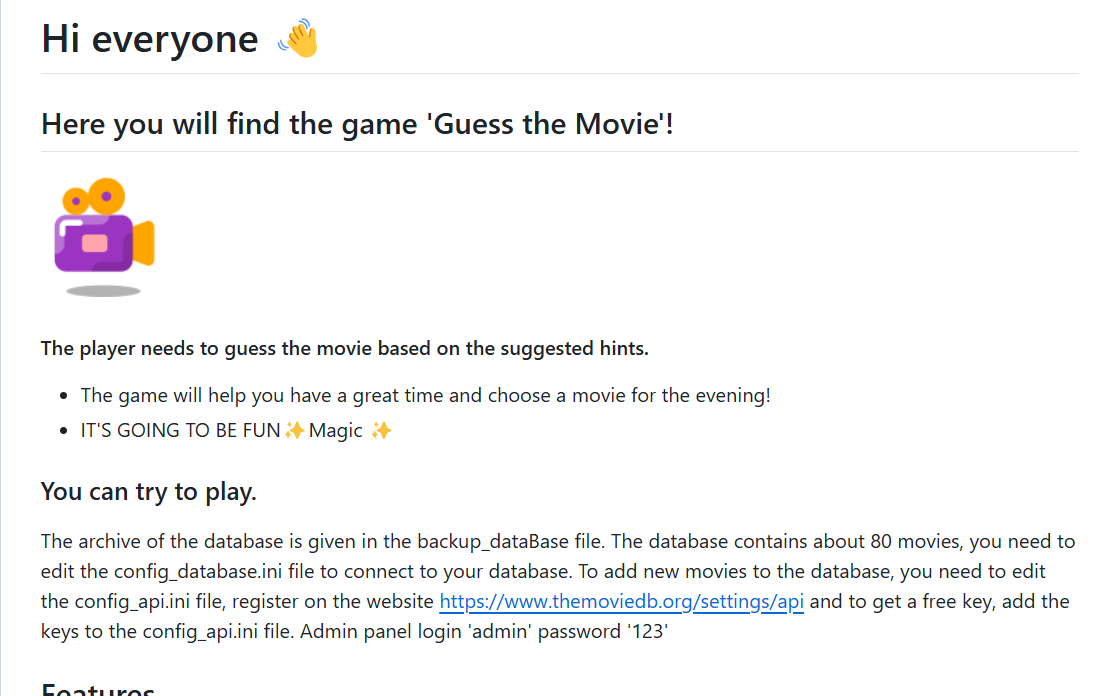 Hi everyone 👋
Here you will find the game 'Guess the Movie'!
The player needs to guess the movie based on the suggested hints.
• The game will help you have a great time and choose a movie for the evening!
• IT'S GOING TO BE FUN✨Magic ✨
You can try to play.
The archive of the database is given in the backup_dataBase file. The database contains about 80 movies, you need to
edit the config_database.ini file to connect to your database. To add new movies to the database, you need to edit
the config_api.ini file, register on the website https://www.themoviedb.org/settings/api and to get a free key, add the
keys to the config_api.ini file. Admin panel login 'admin' password '123'
Features